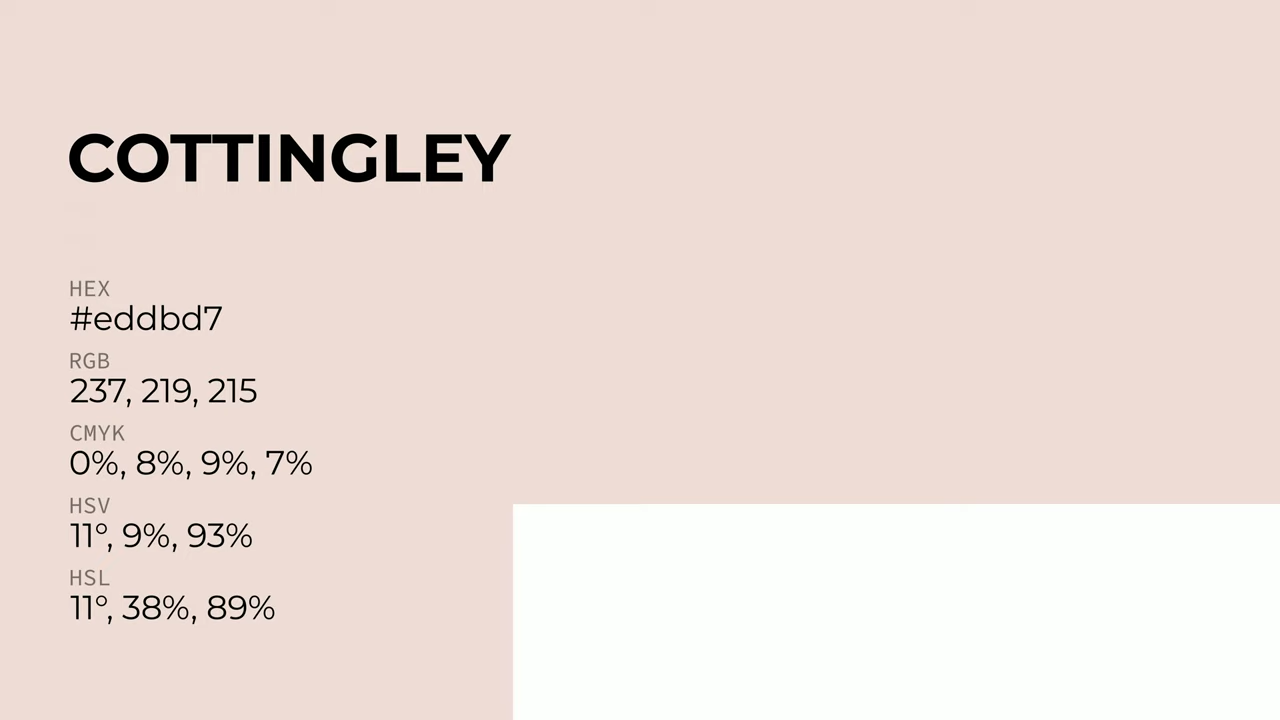 COTTINGLEY
HEX
#eddbd7
RGB
237, 219, 215
CMYK
0%, 8%, 9%, 7%
HSV
11°, 9%, 93%
HSL
11°, 38%, 89%